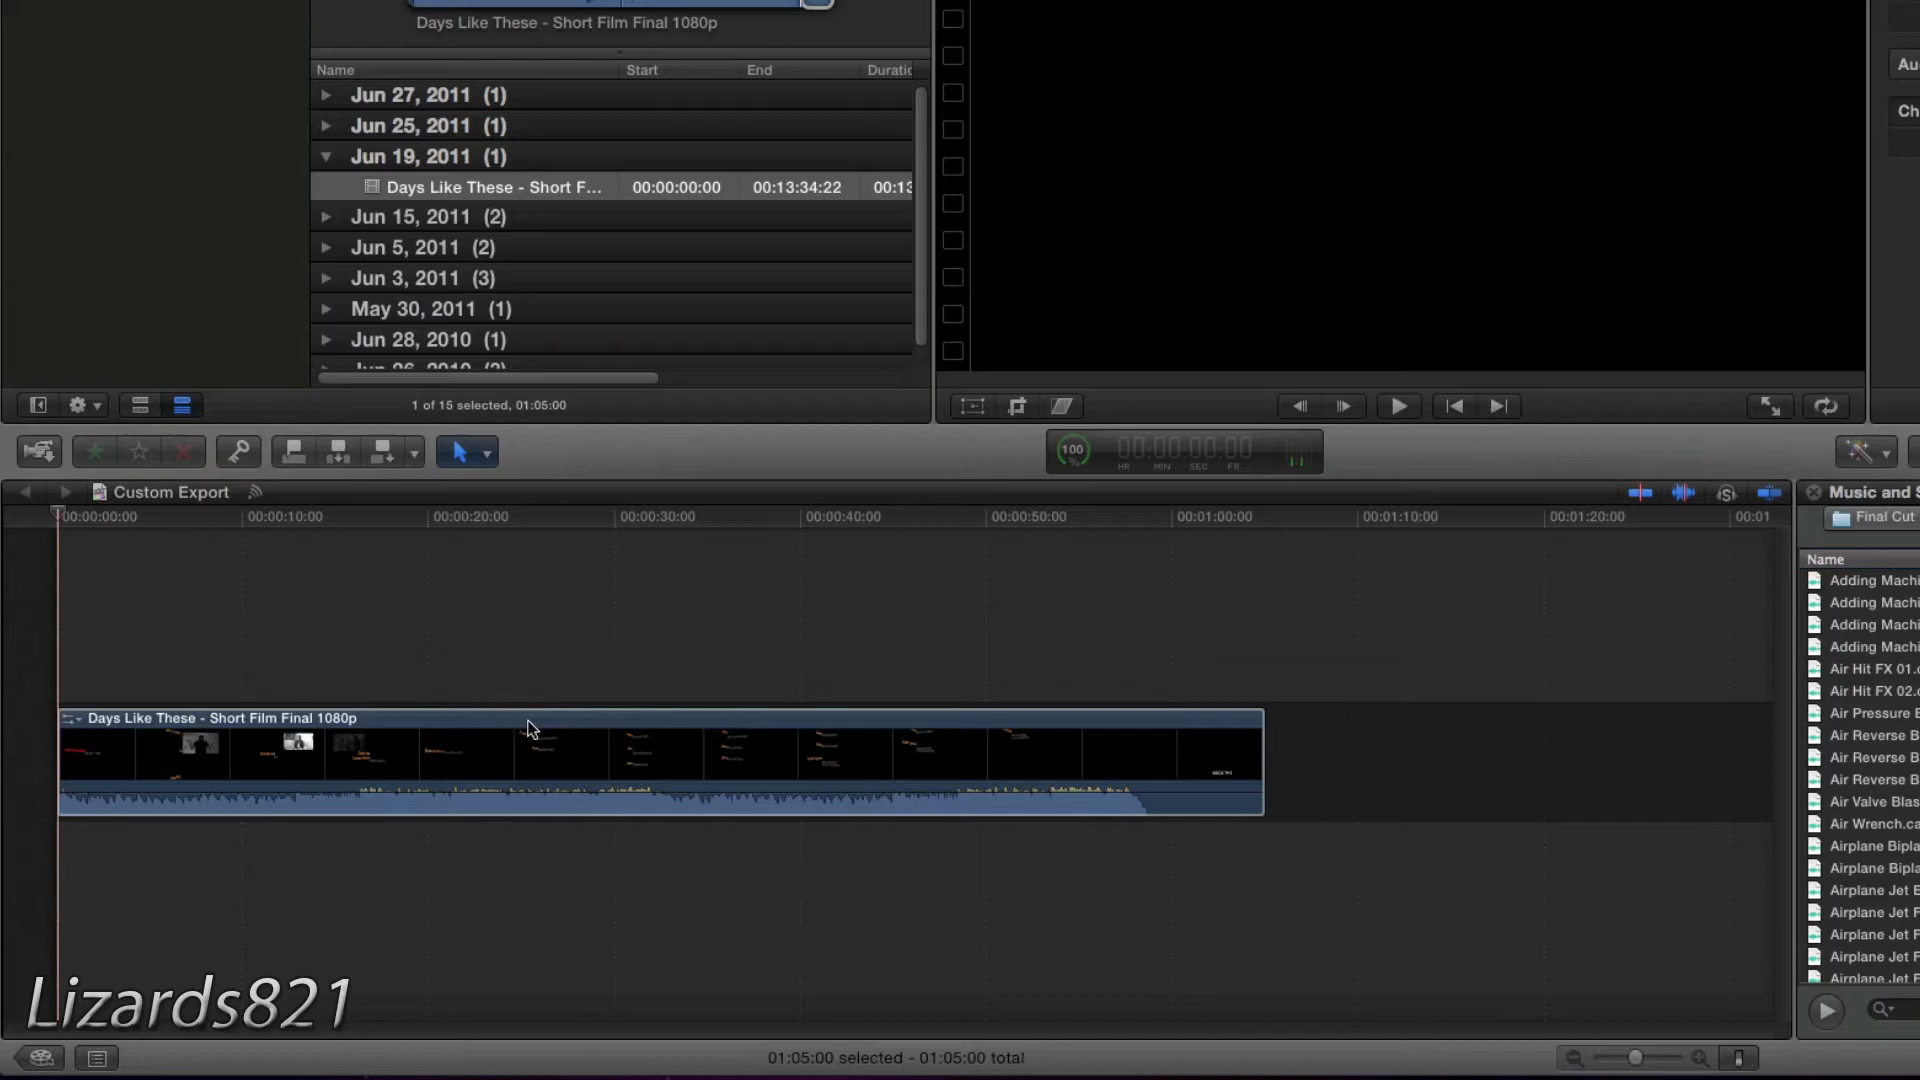 Days Like These - Short Film Final 1080p
Name Start End
Jun 27, 2011 (1)
Jun 25, 2011 (1)
Jun 19, 2011 (1)
Days Like These - Short F... 00:00:00:00 00:13:34:22 00:13
Jun 15, 2011 (2)
Jun 5, 2011 (2)
Jun 3, 2011 (3)
May 30, 2011 (1)
Jun 28, 2010 (1)
1 of 15 selected, 01:05:00
100 %
00:00:00:00
HR MIN SEC FR
Custom Export
00:00:00:00 00:00:10:00 00:00:20:00 00:00:30:00 00:00:40:00 00:00:50:00 00:01:00:00 00:01:10:00 00:01:20:00 00:01
Music and S
Final Cut
Name
Adding Machi
Adding Machi
Adding Machi
Adding Machi
Air Hit FX 01.c
Air Hit FX 02.c
Air Pressure B
Air Reverse B
Air Reverse B
Air Reverse B
Air Valve Blas
Air Wrench.ca
Airplane Bipla
Airplane Bipla
Airplane Jet E
Airplane Jet F
Airplane Jet F
Airplane Jet F
Airplane Jet F
Days Like These - Short Film Final 1080p
Lizards821
01:05:00 selected - 01:05:00 total